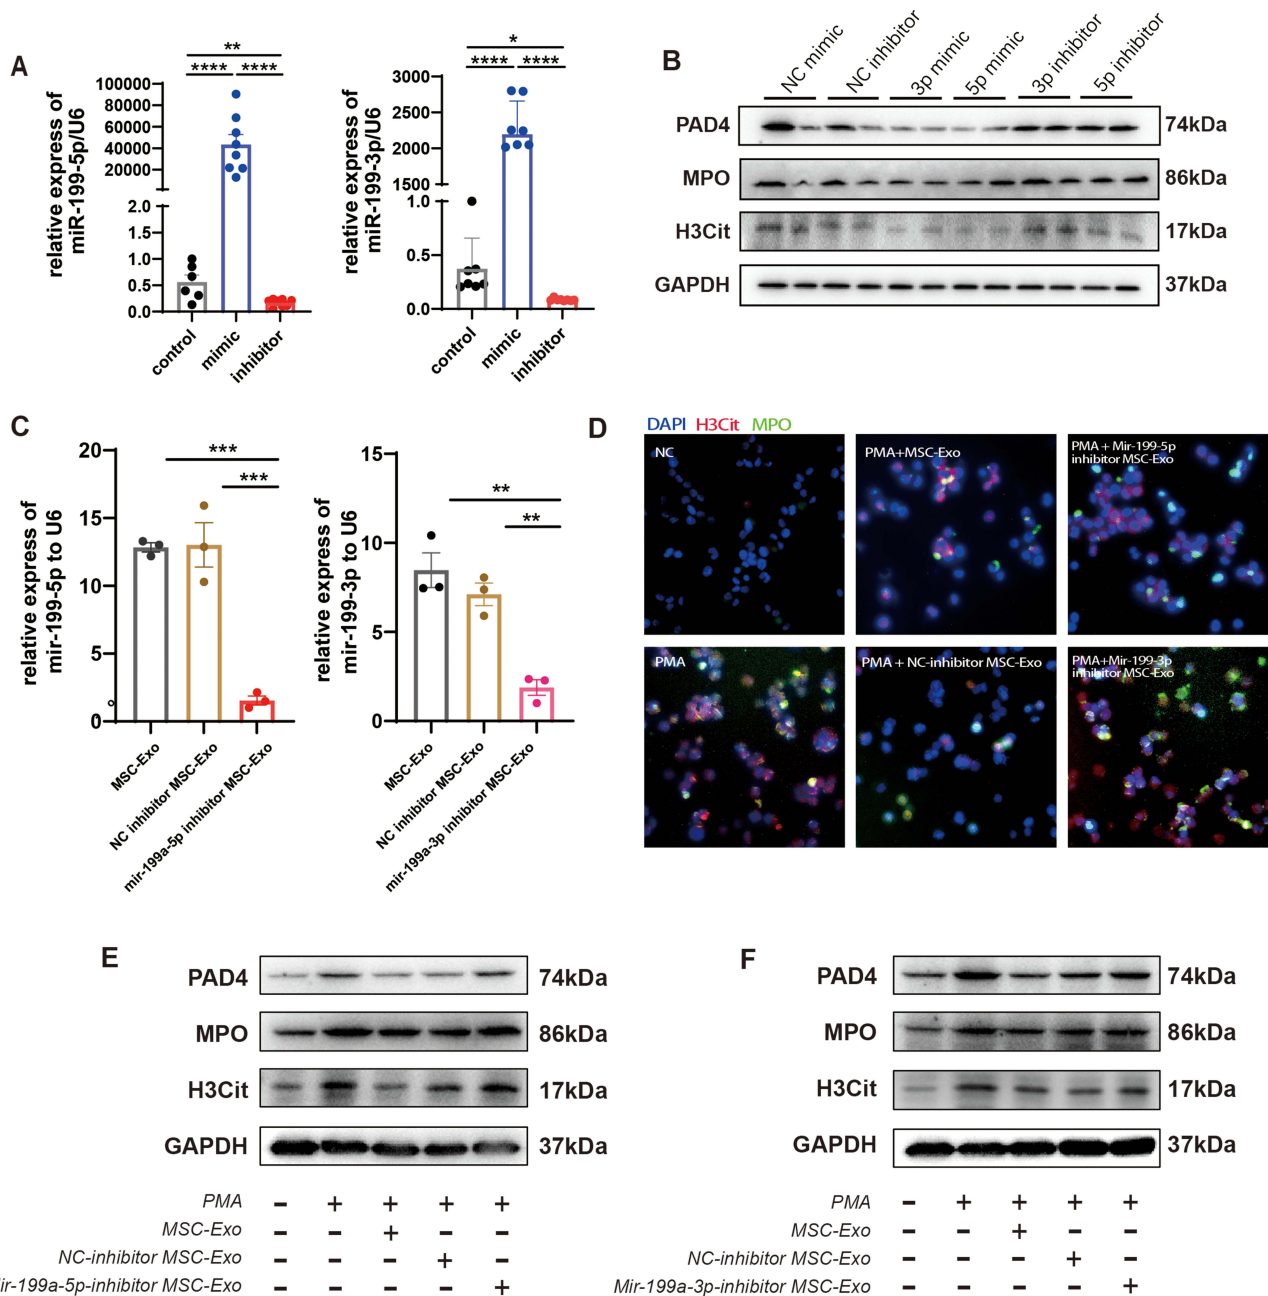 A
relative express of
miR-199-5p/U6
100000
80000
60000
40000
20000
2.0
1.5
1.0
0.5
0.0
**
**** ****
control
mimic
inhibitor
relative express of
miR-199-3p/U6
3000
2500
2000
1500
1.0
0.5
0.0
*
**** ****
control
mimic
inhibitor
B
NC mimic
NC inhibitor
3p mimic
5p mimic
3p inhibitor
5p inhibitor
PAD4 74kDa
MPO 86kDa
H3Cit 17kDa
GAPDH 37kDa
C
relative express of
mir-199-5p to U6
20
15
10
5
0
***
***
MSC-Exo
NC inhibitor MSC-Exo
mir-199a-5p inhibitor MSC-Exo
relative express of
mir-199-3p to U6
15
10
5
0
**
**
MSC-Exo
NC inhibitor MSC-Exo
mir-199a-3p inhibitor MSC-Exo
D
DAPI H3Cit MPO
NC
PMA+MSC-Exo
PMA + Mir-199-5p
inhibitor MSC-Exo
PMA
PMA + NC-inhibitor MSC-Exo
PMA+Mir-199-3p
inhibitor MSC-Exo
E
PAD4 74kDa
MPO 86kDa
H3Cit 17kDa
GAPDH 37kDa
PMA − + + + +
MSC-Exo − − + − −
NC-inhibitor MSC-Exo − − − + −
ir-199a-5p-inhibitor MSC-Exo − − − − +
F
PAD4 74kDa
MPO 86kDa
H3Cit 17kDa
GAPDH 37kDa
PMA − + + + +
MSC-Exo − − + − −
NC-inhibitor MSC-Exo − − − + −
Mir-199a-3p-inhibitor MSC-Exo − − − − +